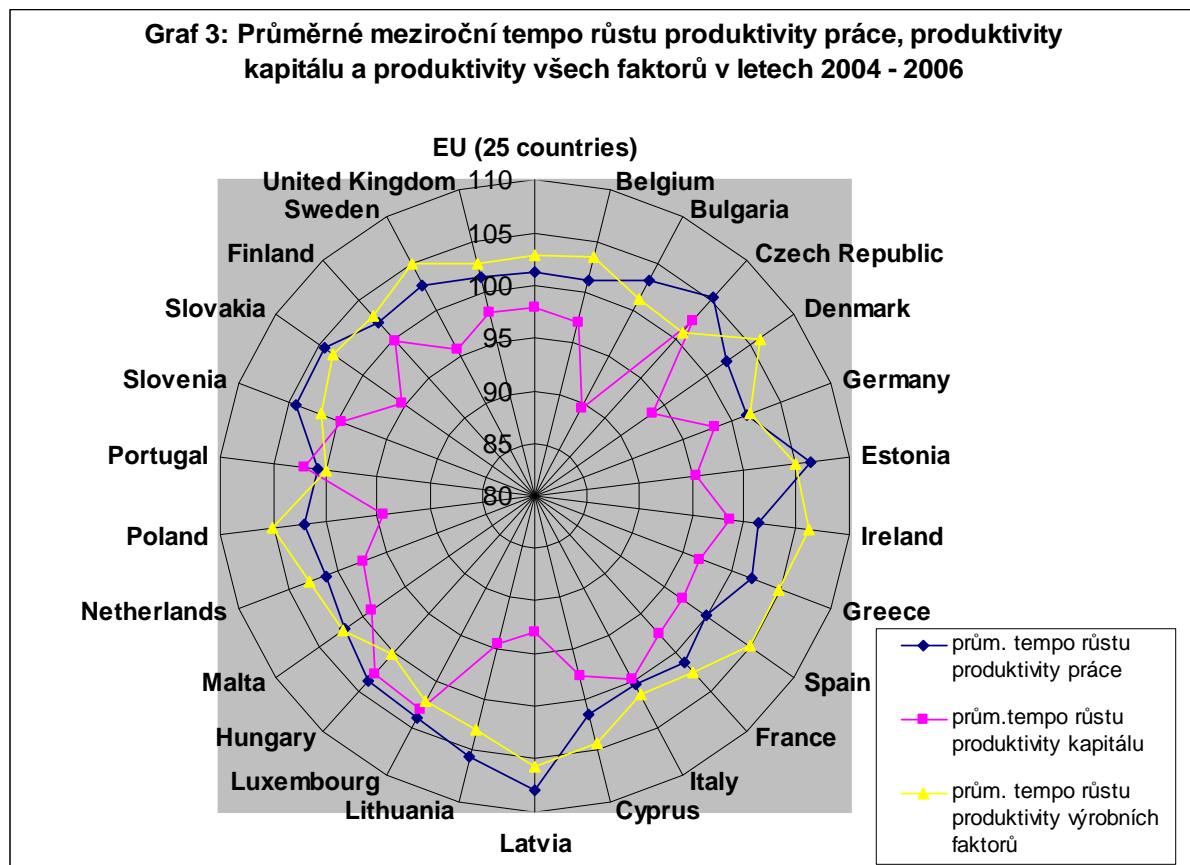 Graf 3: Průměrné meziroční tempo růstu produktivity práce, produktivity
kapitálu a produktivity všech faktorů v letech 2004 - 2006
EU (25 countries)
Belgium
Bulgaria
Czech Republic
Denmark
Germany
Estonia
Ireland
Greece
Spain
France
Italy
Cyprus
Latvia
Lithuania
Luxembourg
Hungary
Malta
Netherlands
Poland
Portugal
Slovenia
Slovakia
Finland
Sweden
United Kingdom
110
105
100
95
90
85
80
prům. tempo růstu
produktivity práce
prům.tempo růstu
produktivity kapitálu
prům. tempo růstu
produktivity výrobních
faktorů